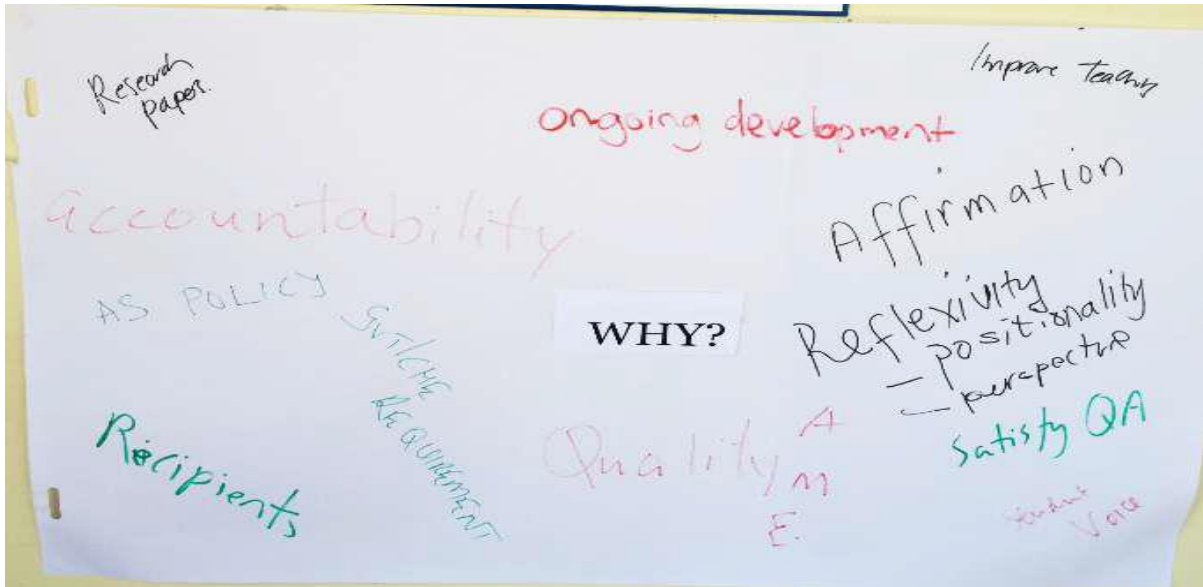 Research
paper.
Improve Teaching
ongoing development
accountability
Affirmation
AS POLICY
WHY?
Reflexivity
– positionality
– perspective
REQUIREMENT
Recipients
Quality
A
M
E.
Satisfy QA
Student
Voice